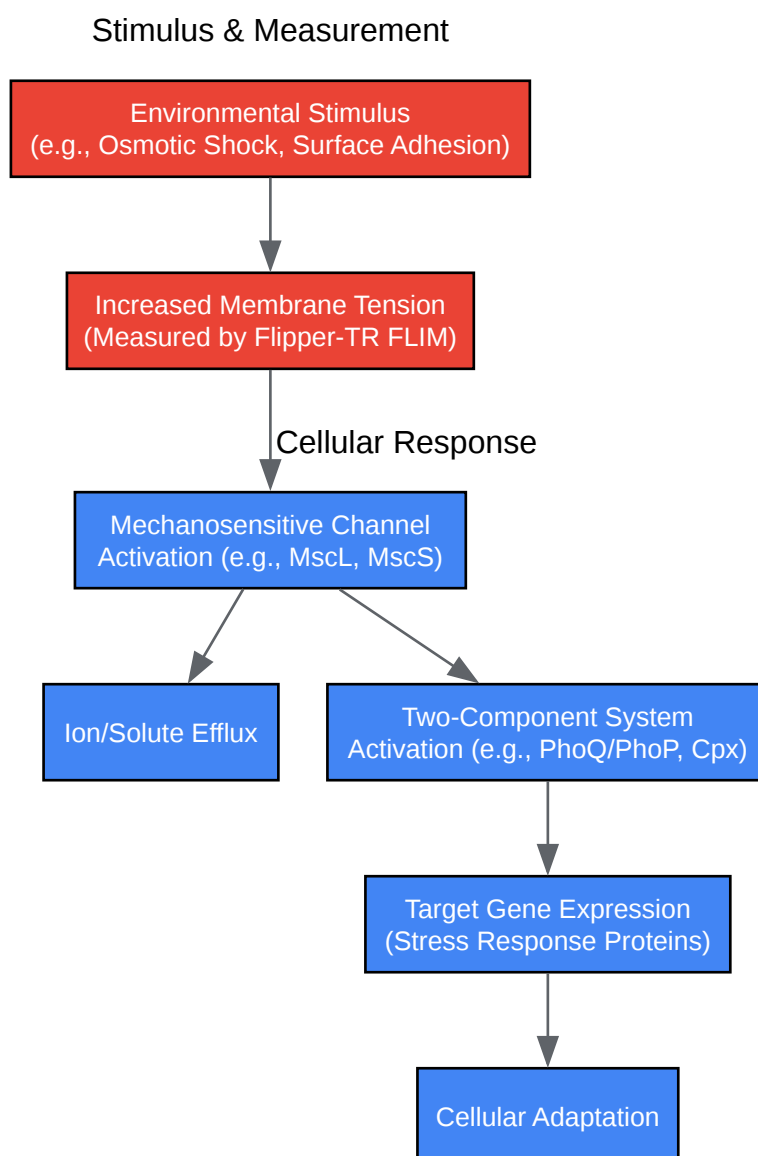 Stimulus & Measurement
Environmental Stimulus
(e.g., Osmotic Shock, Surface Adhesion)
Increased Membrane Tension
(Measured by Flipper-TR FLIM)
Cellular Response
Mechanosensitive Channel
Activation (e.g., MscL, MscS)
Ion/Solute Efflux
Two-Component System
Activation (e.g., PhoQ/PhoP, Cpx)
Target Gene Expression
(Stress Response Proteins)
Cellular Adaptation